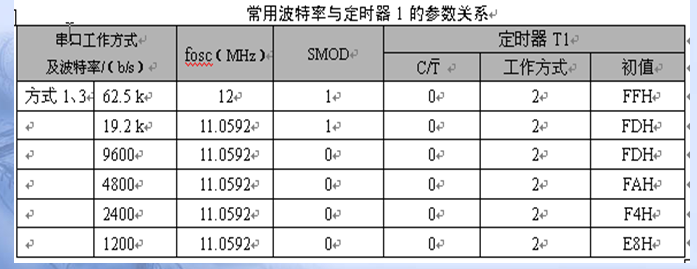 常用波特率与定时器 1 的参数关系
串口工作方式及波特率/(b/s) fosc(MHz) SMOD 定时器 T1
C/T̅ 工作方式 初值
方式 1、3 62.5 k 12 1 0 2 FFH
19.2 k 11.0592 1 0 2 FDH
9600 11.0592 0 0 2 FDH
4800 11.0592 0 0 2 FAH
2400 11.0592 0 0 2 F4H
1200 11.0592 0 0 2 E8H